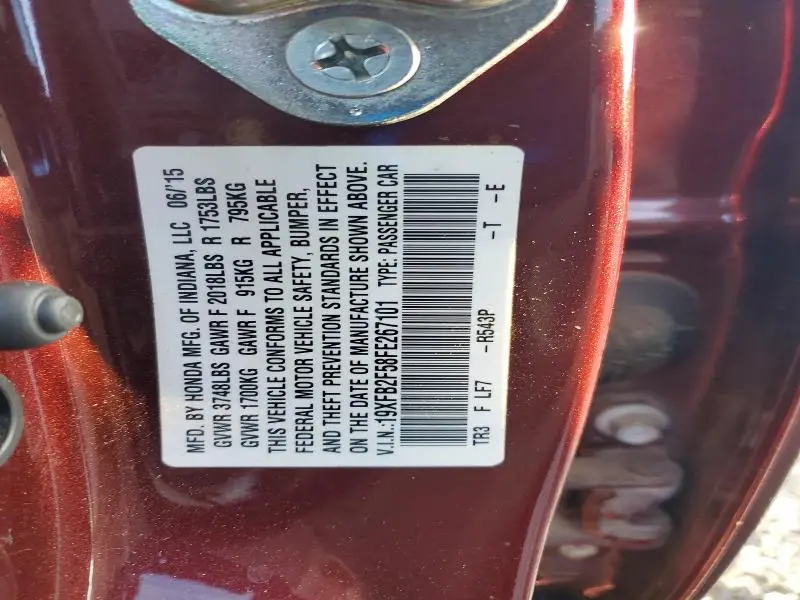 MFD. BY HONDA MFG. OF INDIANA, LLC 06/'15
GVWR 3748LBS GAWR F 2018LBS R 1753LBS
GVWR 1700KG GAWR F 915KG R 795KG
THIS VEHICLE CONFORMS TO ALL APPLICABLE
FEDERAL MOTOR VEHICLE SAFETY, BUMPER,
AND THEFT PREVENTION STANDARDS IN EFFECT
ON THE DATE OF MANUFACTURE SHOWN ABOVE.
V.I.N.:19XFB2F58FE267101 TYPE: PASSENGER CAR
TR3 F LF7 -R543P -T -E